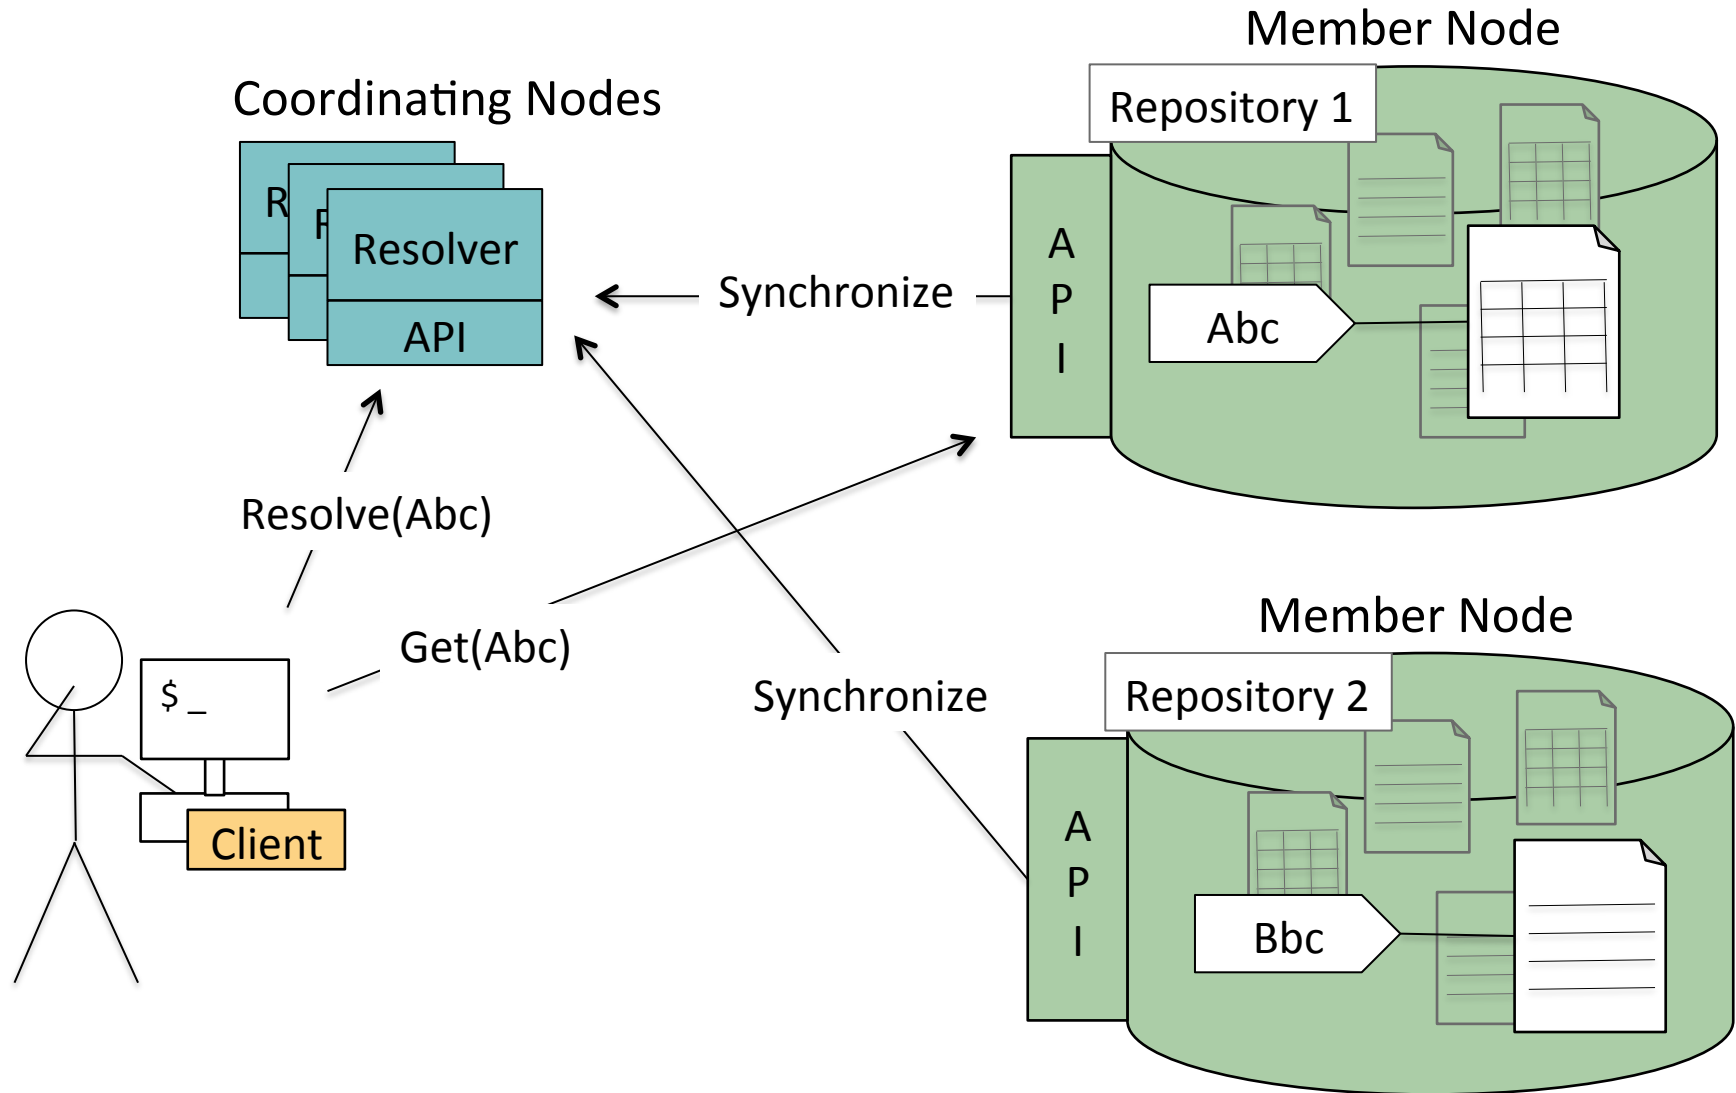 Member Node
Coordinating Nodes
Repository 1
R
R
Resolver
API
Synchronize
A
P
I
Abc
Resolve(Abc)
Get(Abc)
Member Node
Synchronize
Repository 2
$ _
Client
A
P
I
Bbc